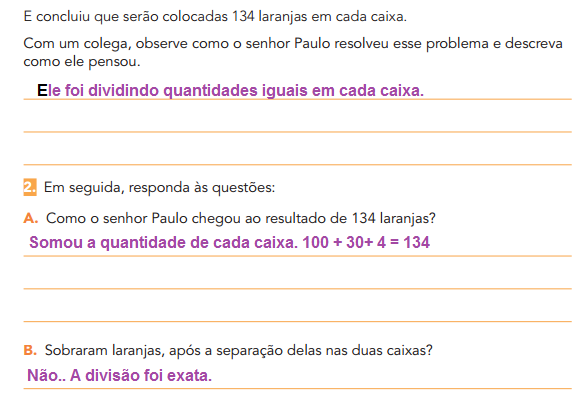 E concluiu que serão colocadas 134 laranjas em cada caixa.
Com um colega, observe como o senhor Paulo resolveu esse problema e descreva
como ele pensou.
Ele foi dividindo quantidades iguais em cada caixa.
2. Em seguida, responda às questões:
A. Como o senhor Paulo chegou ao resultado de 134 laranjas?
Somou a quantidade de cada caixa. 100 + 30+ 4 = 134
B. Sobraram laranjas, após a separação delas nas duas caixas?
Não.. A divisão foi exata.